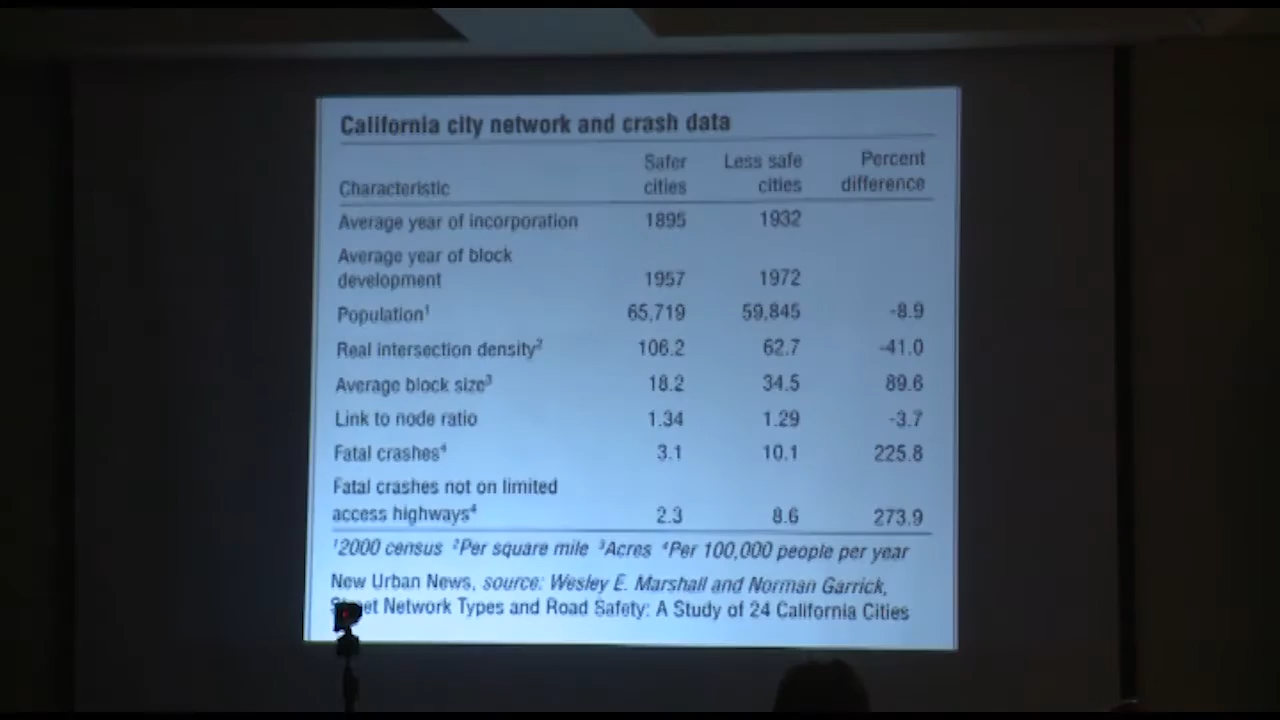 California city network and crash data
Characteristic Safer cities Less safe cities Percent difference
Average year of incorporation 1895 1932
Average year of block development 1957 1972
Population¹ 65,719 59,845 -8.9
Real intersection density² 106.2 62.7 -41.0
Average block size³ 18.2 34.5 89.6
Link to node ratio 1.34 1.29 -3.7
Fatal crashes⁴ 3.1 10.1 225.8
Fatal crashes not on limited access highways⁴ 2.3 8.6 273.9
¹2000 census ²Per square mile ³Acres ⁴Per 100,000 people per year
New Urban News, source: Wesley E. Marshall and Norman Garrick,
Street Network Types and Road Safety: A Study of 24 California Cities